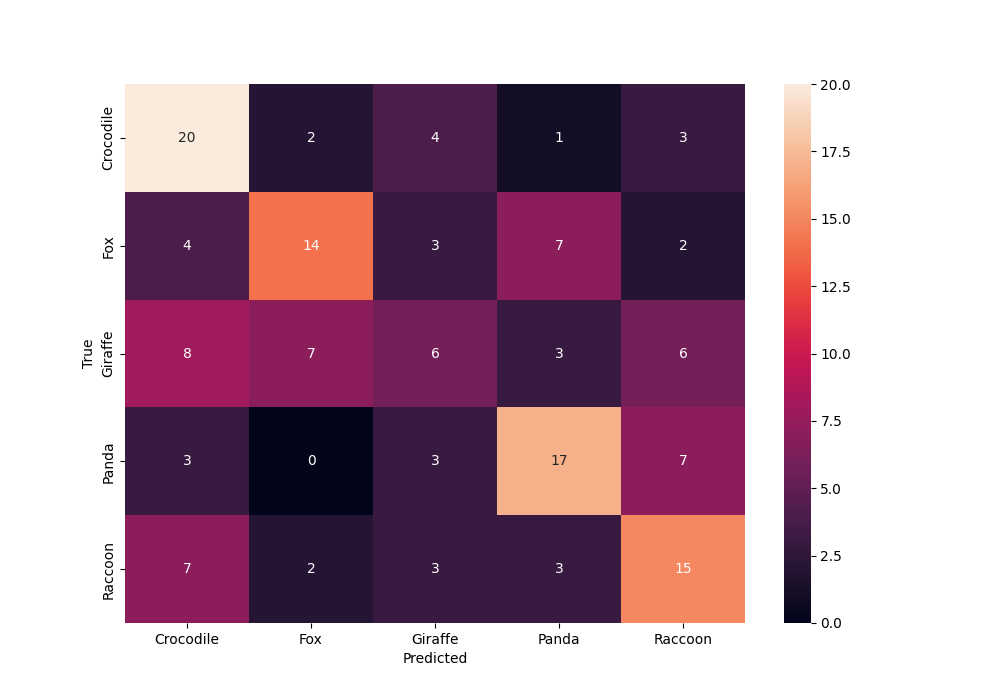 20.0
Crocodile 20 2 4 1 3
17.5
15.0
Fox 4 14 3 7 2
12.5
True
Giraffe 8 7 6 3 6
10.0
7.5
Panda 3 0 3 17 7
5.0
Raccoon 7 2 3 3 15
2.5
0.0
Crocodile Fox Giraffe Panda Raccoon
Predicted